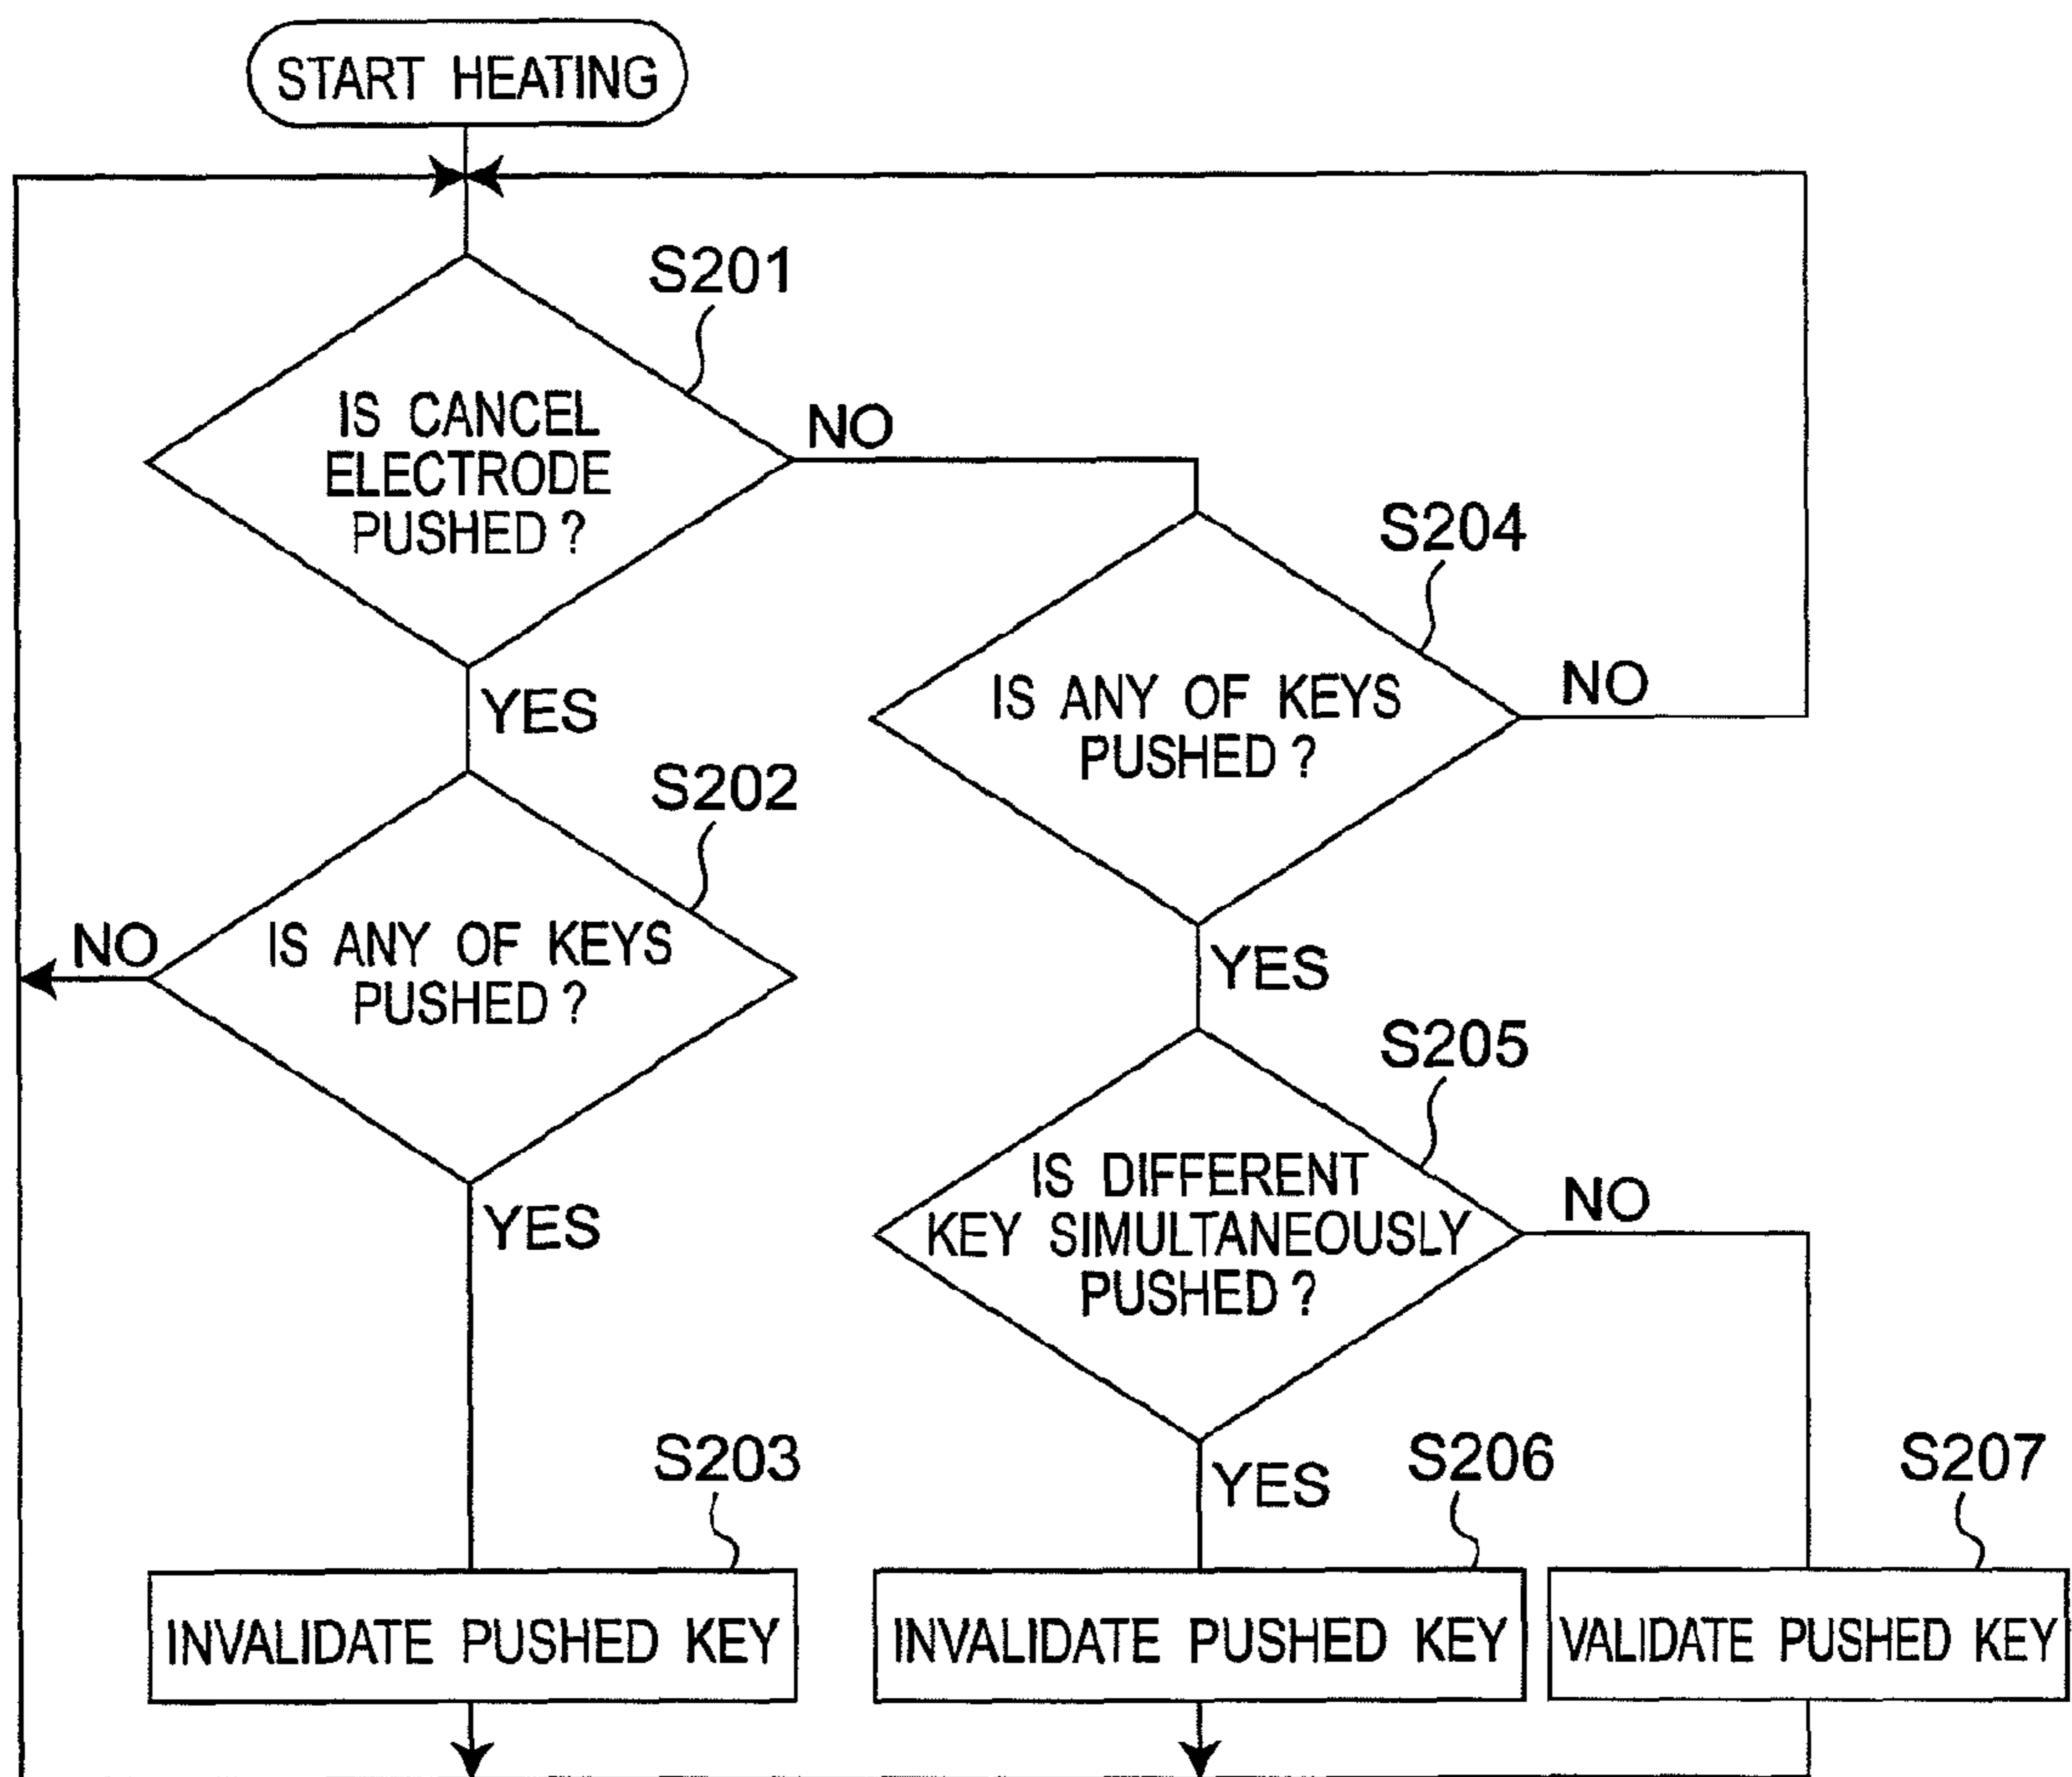 START HEATING
S201
IS CANCEL
ELECTRODE
PUSHED ?
NO
YES
S204
IS ANY OF KEYS
PUSHED ?
NO
YES
S202
IS ANY OF KEYS
PUSHED ?
NO
YES
S205
IS DIFFERENT
KEY SIMULTANEOUSLY
PUSHED ?
NO
YES
S203
INVALIDATE PUSHED KEY
S206
INVALIDATE PUSHED KEY
S207
VALIDATE PUSHED KEY